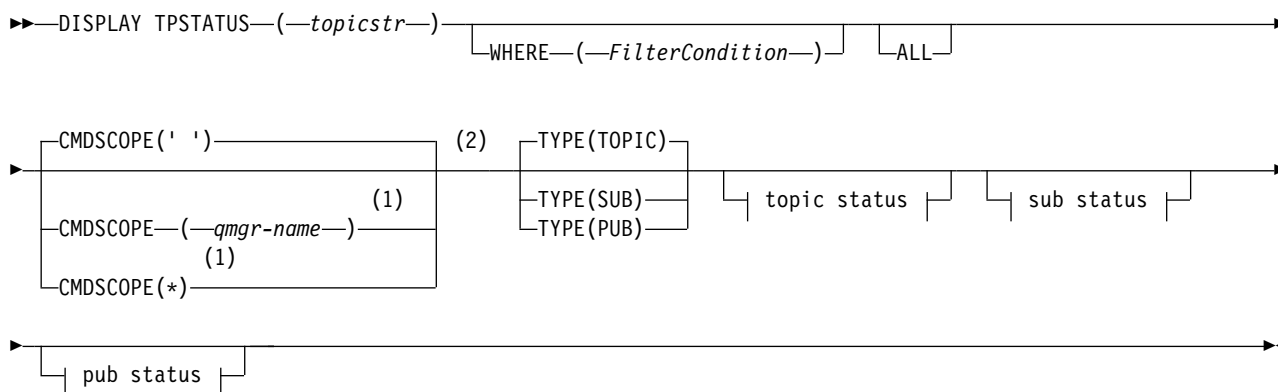 DISPLAY TPSTATUS ( topicstr )
WHERE ( FilterCondition )
ALL
CMDSCOPE(' ')
(2)
TYPE(TOPIC)
(1)
CMDSCOPE ( qmgr-name )
TYPE(SUB)
TYPE(PUB)
topic status
sub status
(1)
CMDSCOPE(*)
pub status